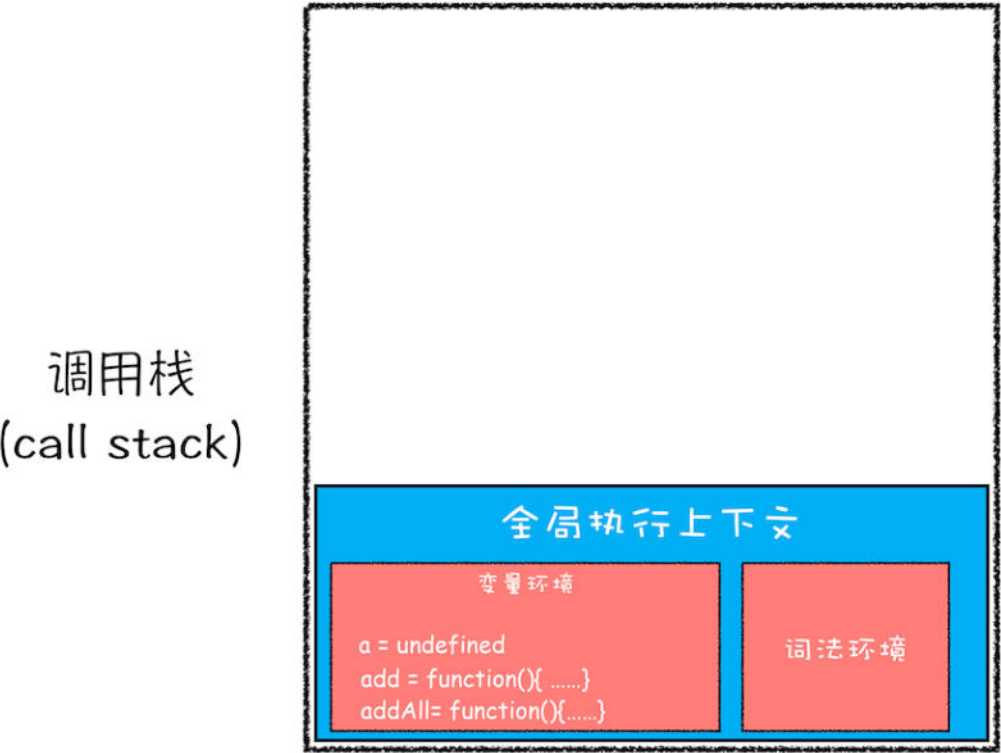 调用栈
(call stack)
全局执行上下文
变量环境
a = undefined
add = function(){ ......}
addAll= function(){......}
词法环境